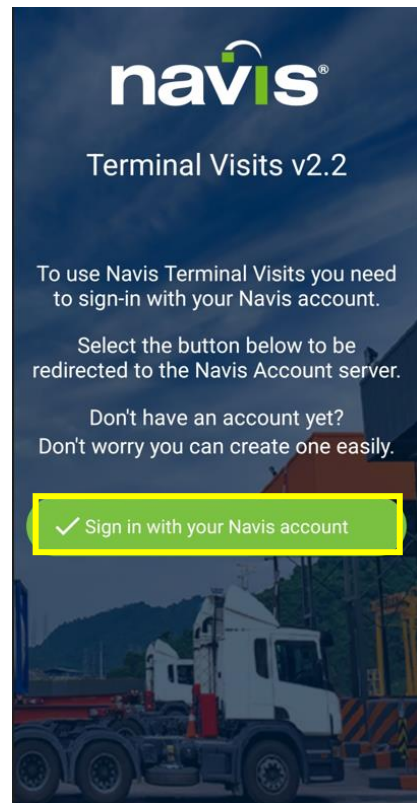 navis®
Terminal Visits v2.2
To use Navis Terminal Visits you need
to sign-in with your Navis account.
Select the button below to be
redirected to the Navis Account server.
Don't have an account yet?
Don't worry you can create one easily.
Sign in with your Navis account